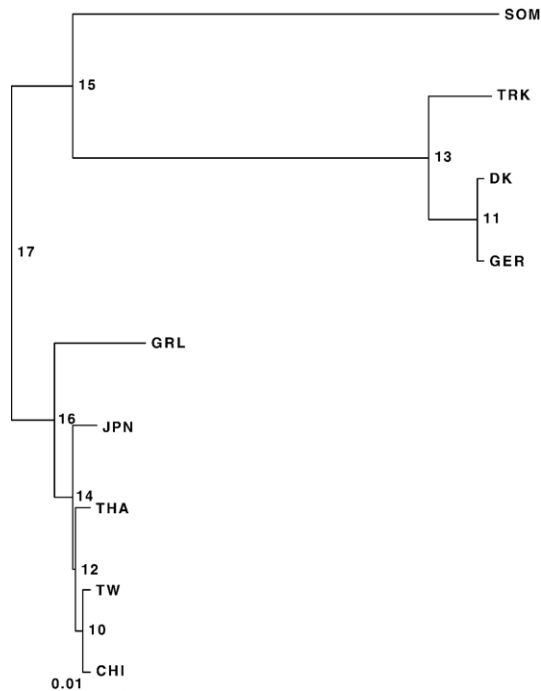 SOM
15
TRK
13
DK
11
GER
17
GRL
16
JPN
14
THA
12
TW
10
CHI
0.01